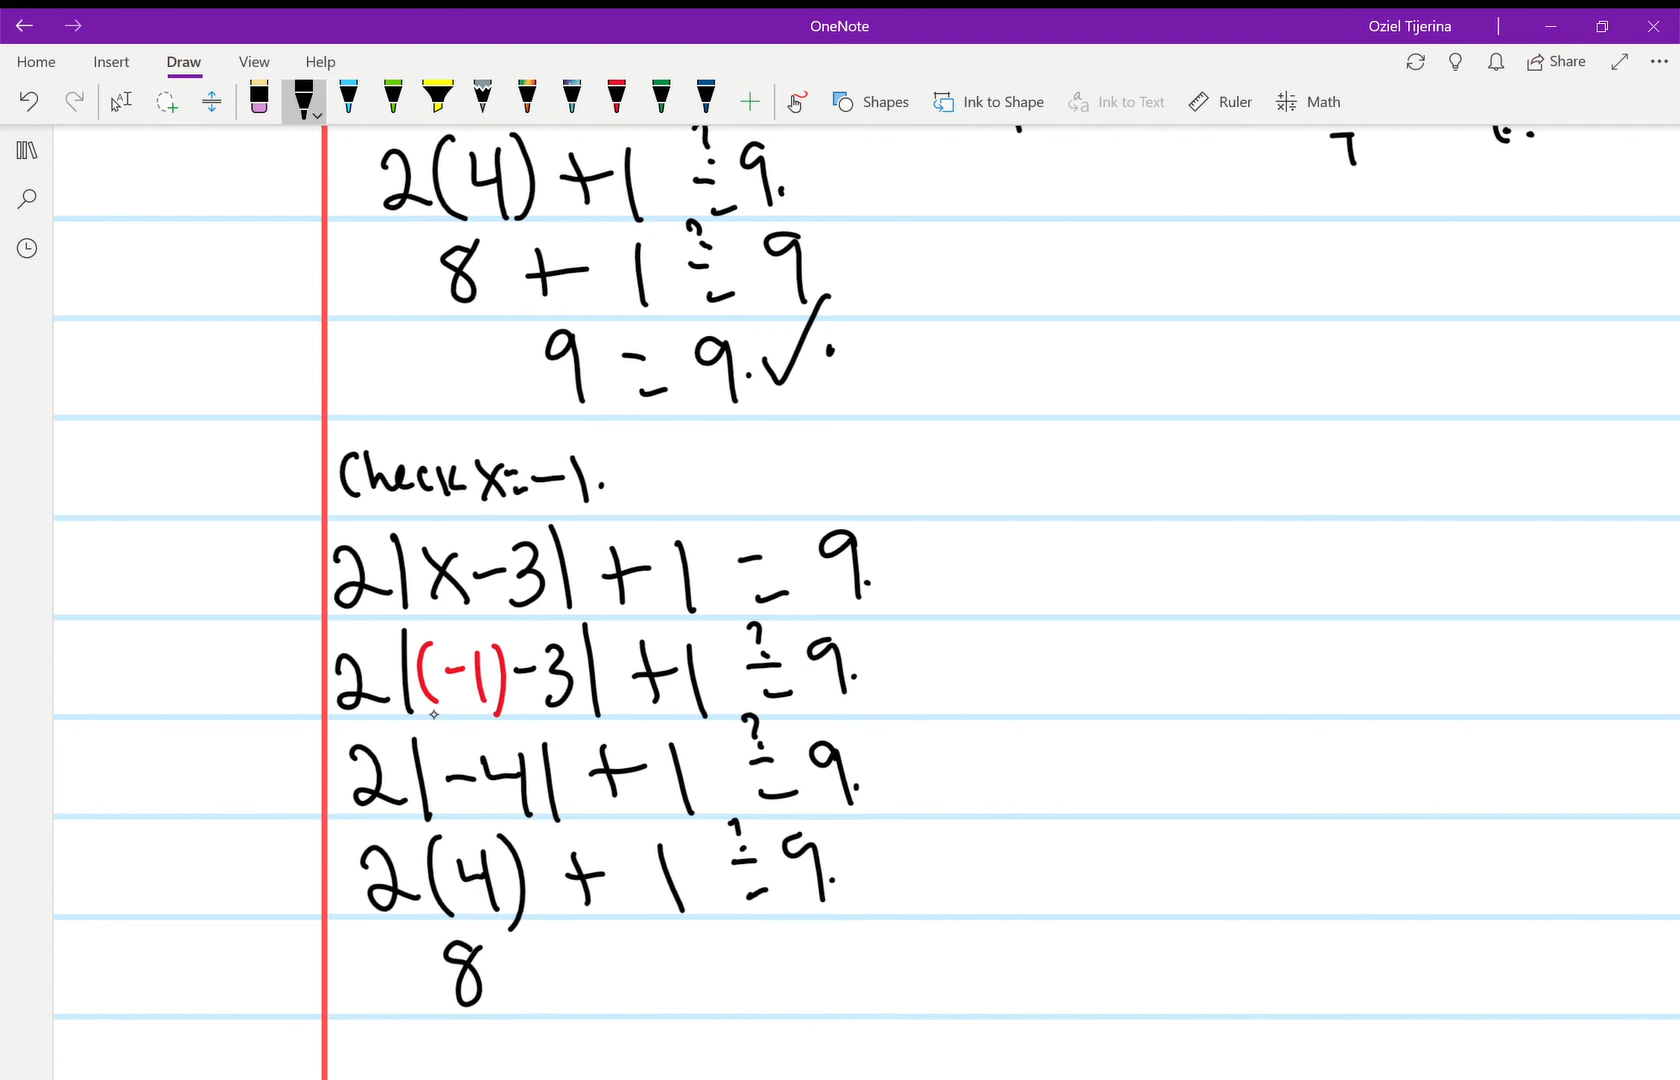 OneNote
Oziel Tijerina
Home Insert Draw View Help
Share
Shapes Ink to Shape Ink to Text Ruler Math
2(4) + 1 ≟ 9.
8 + 1 ≟ 9
9 = 9. ✓.
Check x = -1.
2|x - 3| + 1 = 9.
2|(-1) - 3| + 1 ≟ 9.
2|-4| + 1 ≟ 9.
2(4) + 1 ≟ 9.
8